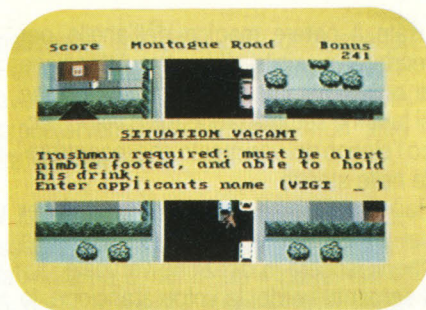 Score Montague Road Bonus
241
SITUATION VACANT
Trashman required: must be alert
nimble footed, and able to hold
his drink.
Enter applicants name (VIGI _ )